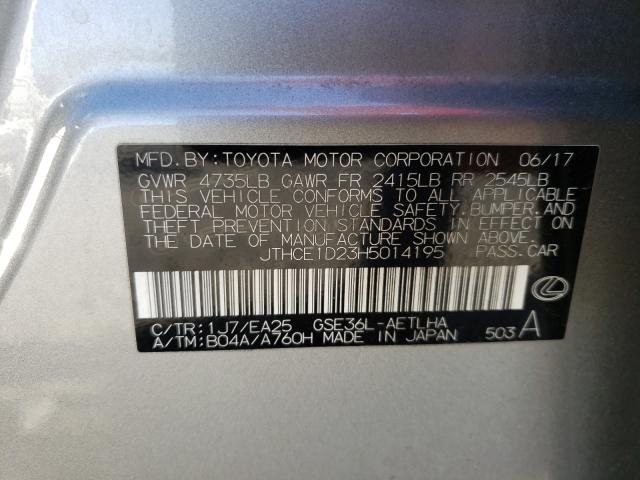 MFD. BY: TOYOTA MOTOR CORPORATION 06/17
GVWR 4735LB GAWR FR 2415LB RR 2545LB
THIS VEHICLE CONFORMS TO ALL APPLICABLE
FEDERAL MOTOR VEHICLE SAFETY, BUMPER, AND
THEFT PREVENTION STANDARDS IN EFFECT ON
THE DATE OF MANUFACTURE SHOWN ABOVE.
JTHCE1D23H5014195 PASS. CAR
C/TR: 1J7/EA25 GSE36L-AETLHA
A/TM: B04A/A760H MADE IN JAPAN 503 A